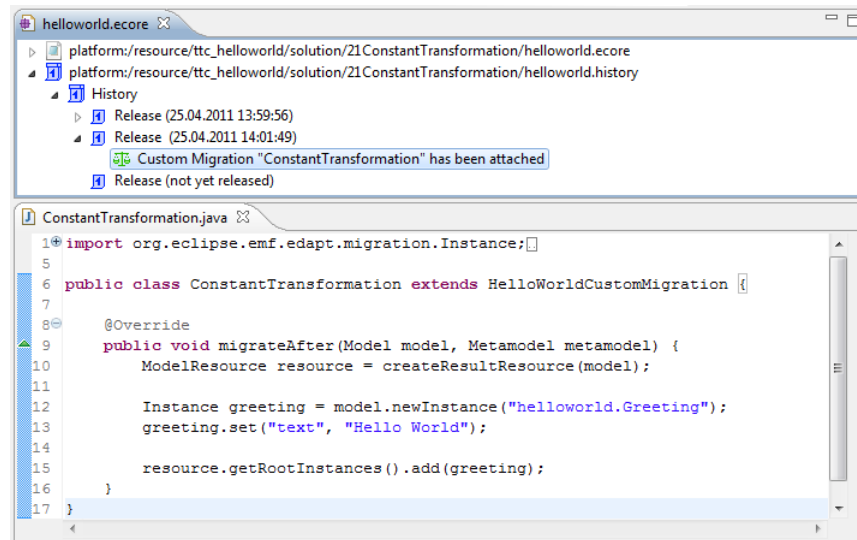 helloworld.ecore
platform:/resource/ttc_helloworld/solution/21ConstantTransformation/helloworld.ecore
platform:/resource/ttc_helloworld/solution/21ConstantTransformation/helloworld.history
History
Release (25.04.2011 13:59:56)
Release (25.04.2011 14:01:49)
Custom Migration "ConstantTransformation" has been attached
Release (not yet released)
ConstantTransformation.java
1 import org.eclipse.emf.edapt.migration.Instance;
5
6 public class ConstantTransformation extends HelloWorldCustomMigration {
7
8 @Override
9 public void migrateAfter(Model model, Metamodel metamodel) {
10 ModelResource resource = createResultResource(model);
11
12 Instance greeting = model.newInstance("helloworld.Greeting");
13 greeting.set("text", "Hello World");
14
15 resource.getRootInstances().add(greeting);
16 }
17 }